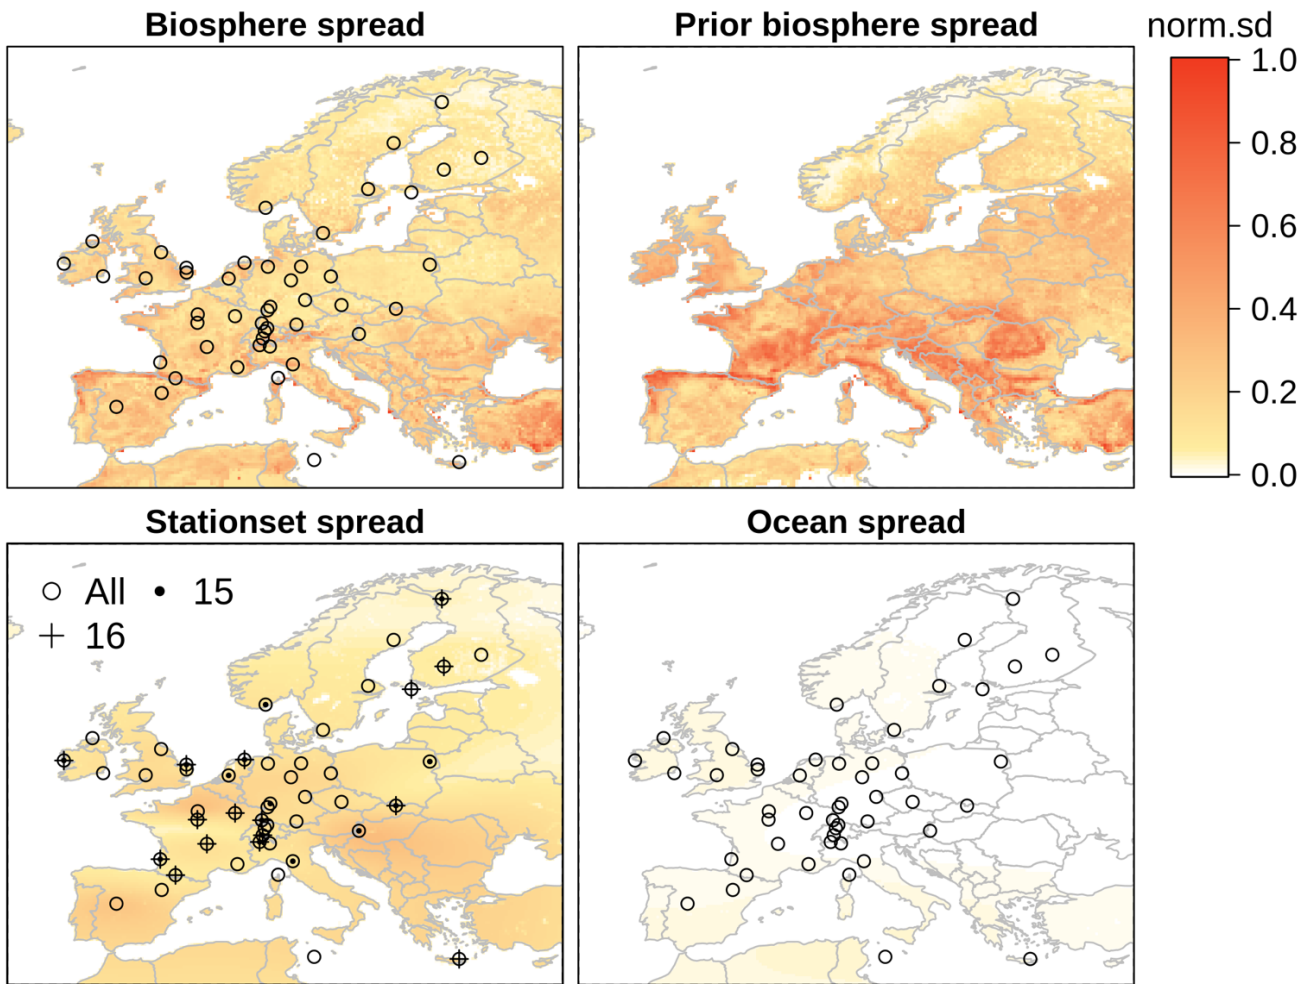 Biosphere spread
Prior biosphere spread
norm.sd
1.0
0.8
0.6
0.4
0.2
0.0
Stationset spread
Ocean spread
All 15
16